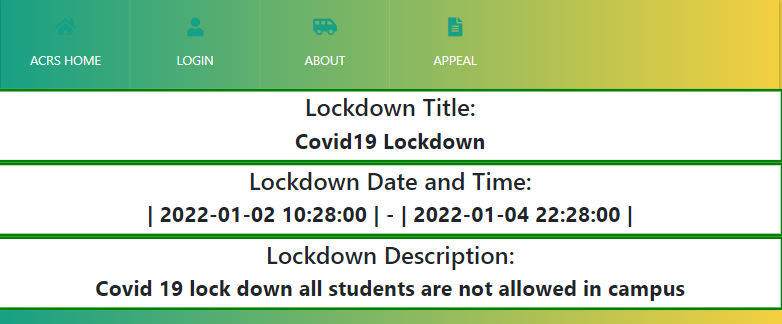 ACRS HOME LOGIN ABOUT APPEAL
Lockdown Title:
Covid19 Lockdown
Lockdown Date and Time:
| 2022-01-02 10:28:00 | - | 2022-01-04 22:28:00 |
Lockdown Description:
Covid 19 lock down all students are not allowed in campus